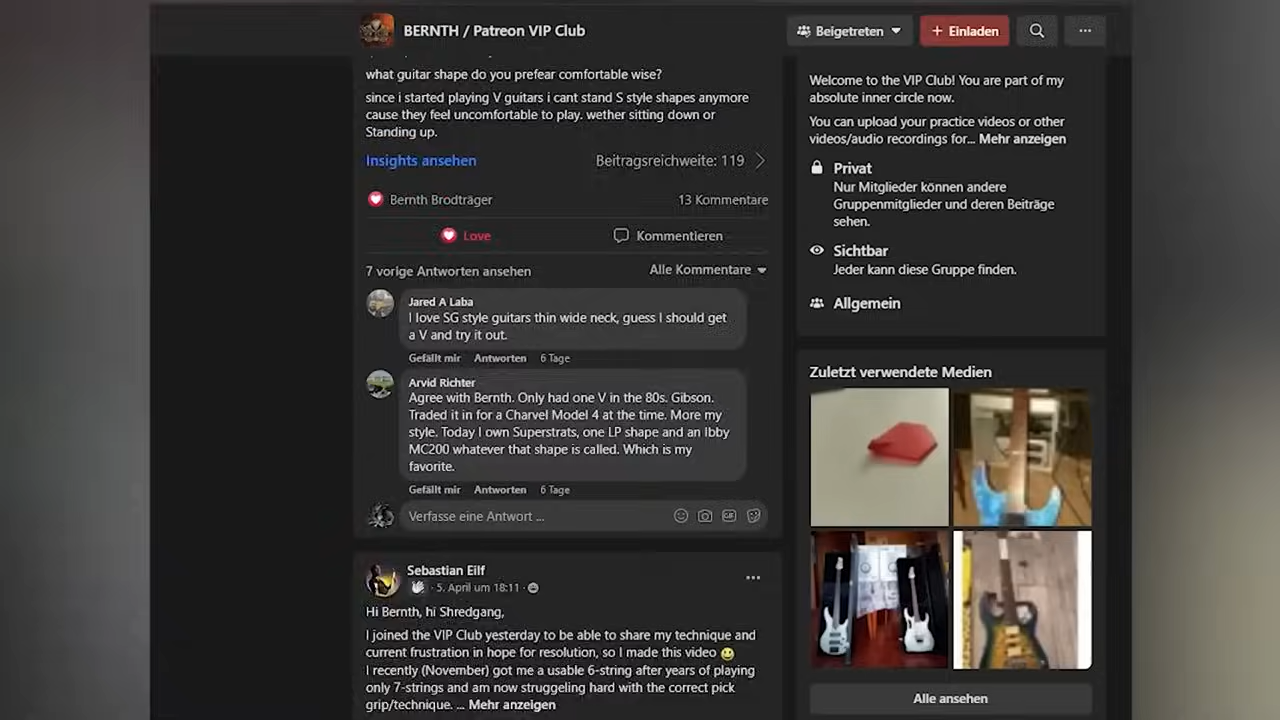 BERNTH / Patreon VIP Club
Beigetreten
+ Einladen
what guitar shape do you prefear comfortable wise?
since i started playing V guitars i cant stand S style shapes anymore
cause they feel uncomfortable to play. wether sitting down or
Standing up.
Insights ansehen
Beitragsreichweite: 119
Bernth Brodträger
13 Kommentare
Love
Kommentieren
7 vorige Antworten ansehen
Alle Kommentare
Jared A Laba
I love SG style guitars thin wide neck, guess I should get
a V and try it out.
Gefällt mir Antworten 6 Tage
Arvid Richter
Agree with Bernth. Only had one V in the 80s. Gibson.
Traded it in for a Charvel Model 4 at the time. More my
style. Today I own Superstrats, one LP shape and an Ibby
MC200 whatever that shape is called. Which is my
favorite.
Gefällt mir Antworten 6 Tage
Verfasse eine Antwort ...
GIF
Sebastian Eilf
· 5. April um 18:11 ·
Hi Bernth, hi Shredgang,
I joined the VIP Club yesterday to be able to share my technique and
current frustration in hope for resolution, so I made this video
I recently (November) got me a usable 6-string after years of playing
only 7-strings and am now struggeling hard with the correct pick
grip/technique. ... Mehr anzeigen
Welcome to the VIP Club! You are part of my
absolute inner circle now.
You can upload your practice videos or other
videos/audio recordings for... Mehr anzeigen
Privat
Nur Mitglieder können andere
Gruppenmitglieder und deren Beiträge
sehen.
Sichtbar
Jeder kann diese Gruppe finden.
Allgemein
Zuletzt verwendete Medien
Alle ansehen